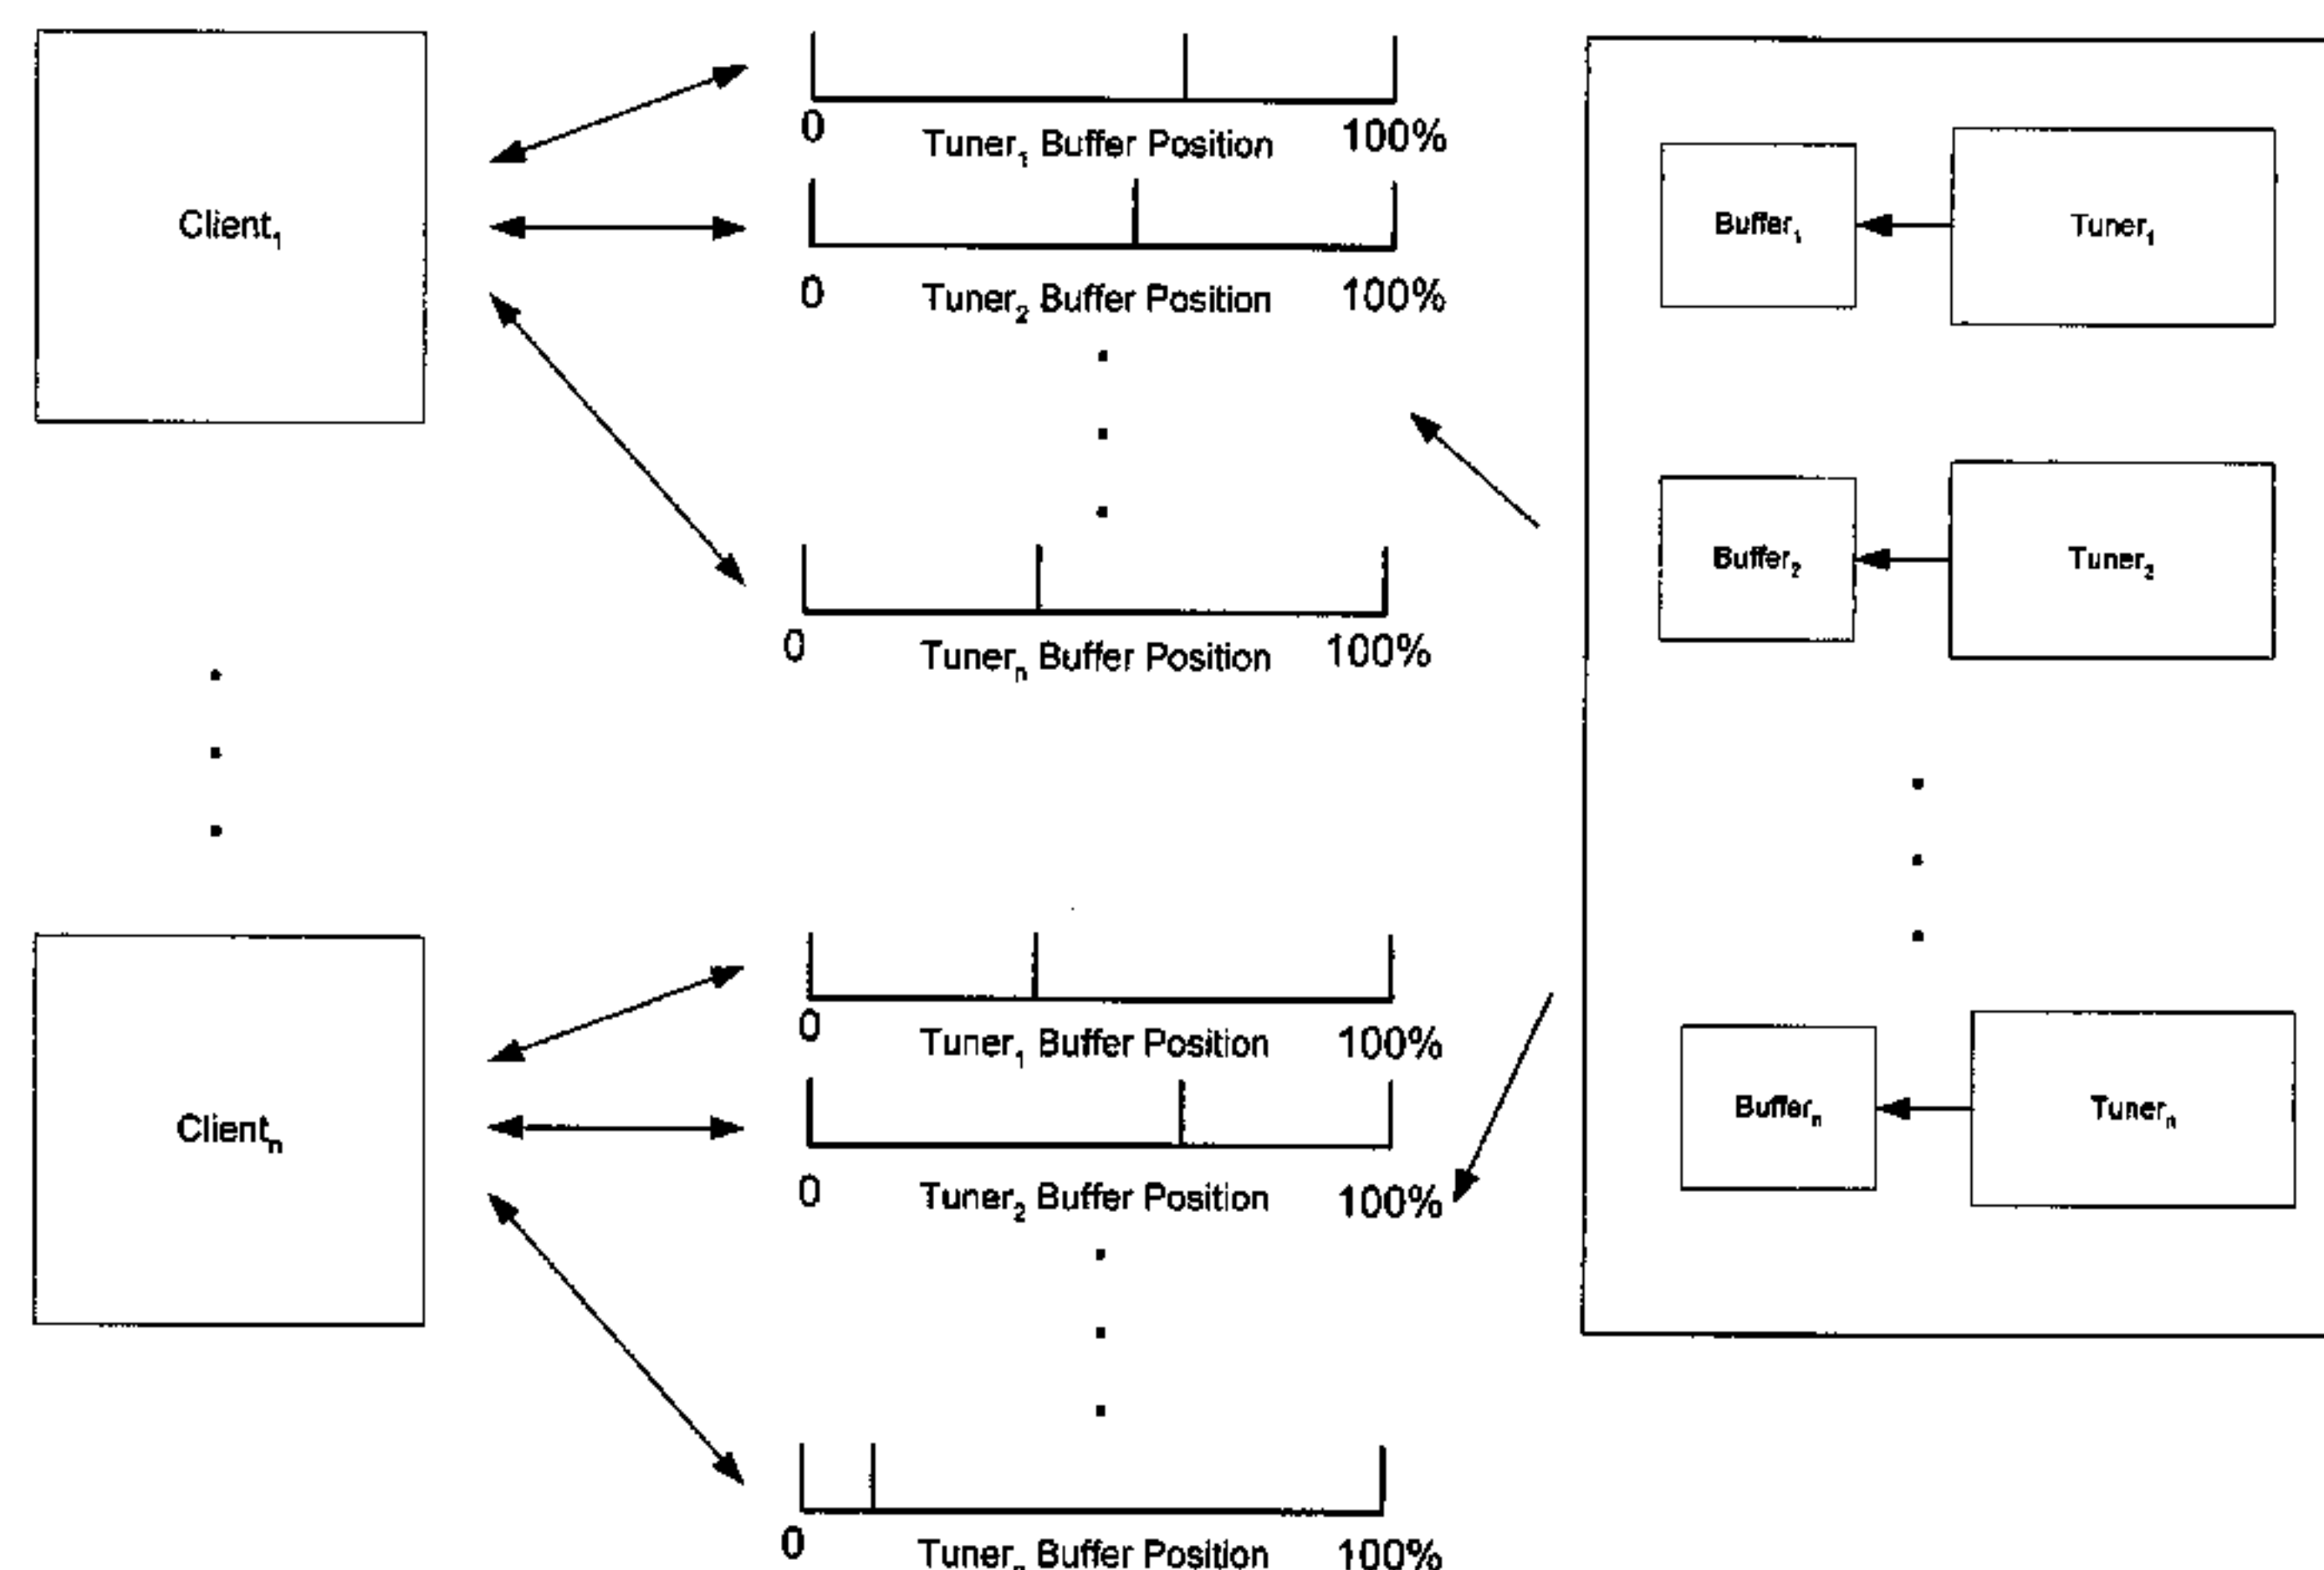 0 Tuner₁ Buffer Position 100%
Client₁
0 Tuner₂ Buffer Position 100%
0 Tunerₙ Buffer Position 100%
Clientₙ
0 Tuner₁ Buffer Position 100%
0 Tuner₂ Buffer Position 100%
0 Tunerₙ Buffer Position 100%
Buffer₁ Tuner₁
Buffer₂ Tuner₂
Bufferₙ Tunerₙ